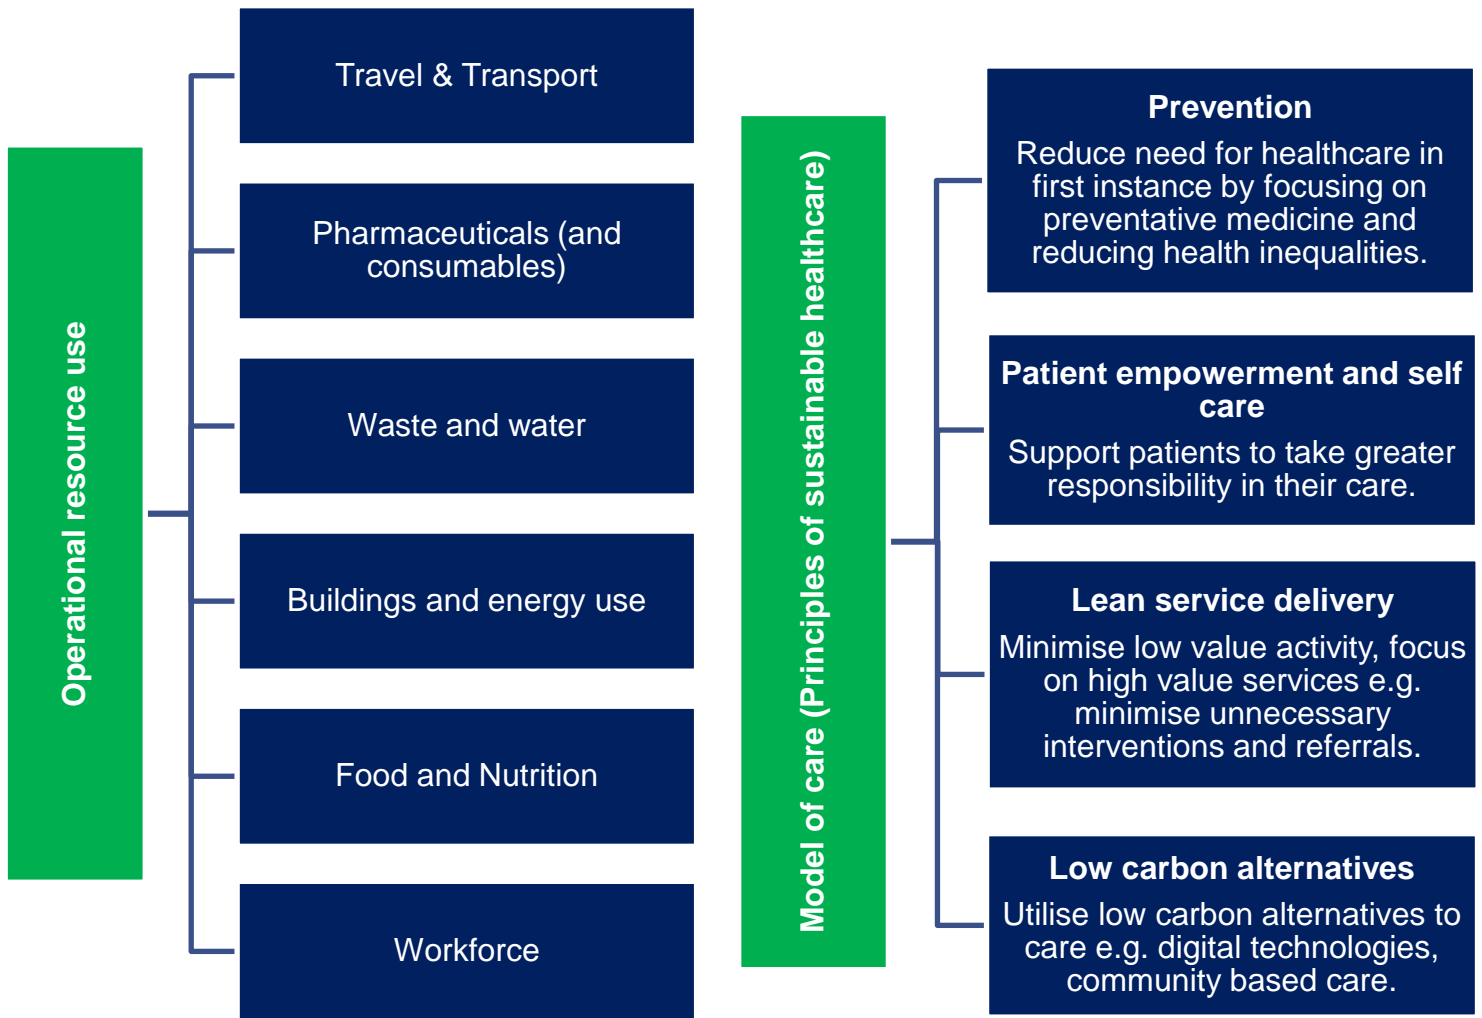 Operational resource use
Travel & Transport
Pharmaceuticals (and
consumables)
Waste and water
Buildings and energy use
Food and Nutrition
Workforce
Model of care (Principles of sustainable healthcare)
Prevention
Reduce need for healthcare in
first instance by focusing on
preventative medicine and
reducing health inequalities.
Patient empowerment and self
care
Support patients to take greater
responsibility in their care.
Lean service delivery
Minimise low value activity, focus
on high value services e.g.
minimise unnecessary
interventions and referrals.
Low carbon alternatives
Utilise low carbon alternatives to
care e.g. digital technologies,
community based care.